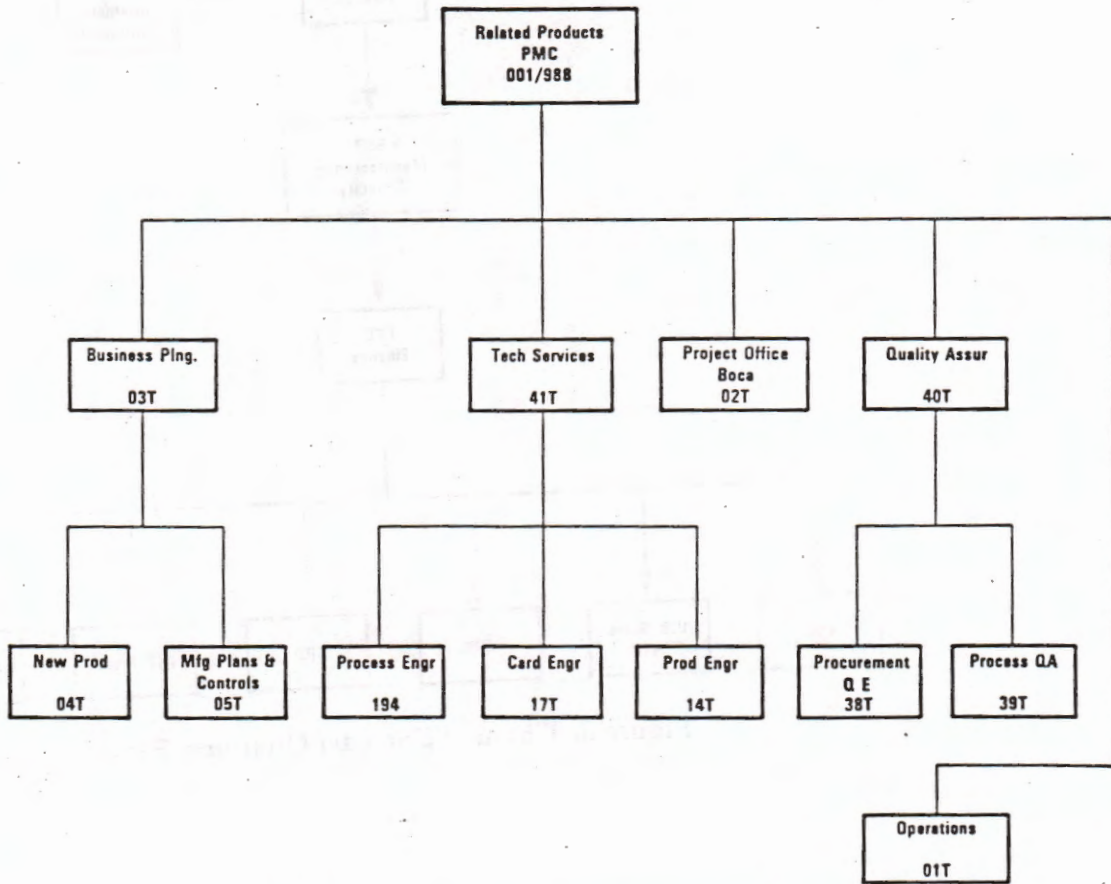 Related Products
PMC
001/988
Business Plng.
03T
Tech Services
41T
Project Office
Boca
02T
Quality Assur
40T
New Prod
04T
Mfg Plans &
Controls
05T
Process Engr
194
Card Engr
17T
Prod Engr
14T
Procurement
Q E
38T
Process QA
39T
Operations
01T